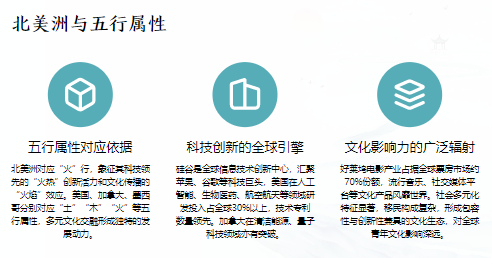 北美洲与五行属性
五行属性对应依据
北美洲对应“火”行，象征其科技领
先的“火热”创新活力和文化传播的
“火焰”效应。美国、加拿大、墨西
哥分别对应“土”“木”“火”等五
行属性，多元文化交融形成独特的发
展动力。
科技创新的全球引擎
硅谷是全球信息技术创新中心，汇聚
苹果、谷歌等科技巨头，美国在人工
智能、生物医药、航空航天等领域研
发投入占全球30%以上，技术专利
数量领先。加拿大在清洁能源、量子
科技领域亦有突破。
文化影响力的广泛辐射
好莱坞电影产业占据全球票房市场约
70%份额，流行音乐、社交媒体平
台等文化产品风靡世界。社会多元化
特征显著，移民构成复杂，形成包容
性与创新性兼具的文化生态，对全球
青年文化影响深远。